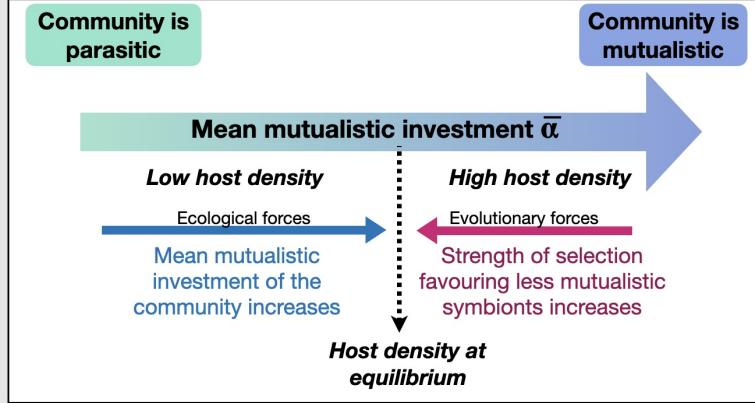 Community is
parasitic
Community is
mutualistic
Mean mutualistic investment ᾱ
Low host density
High host density
Ecological forces
Evolutionary forces
Mean mutualistic
investment of the
community increases
Strength of selection
favouring less mutualistic
symbionts increases
Host density at
equilibrium